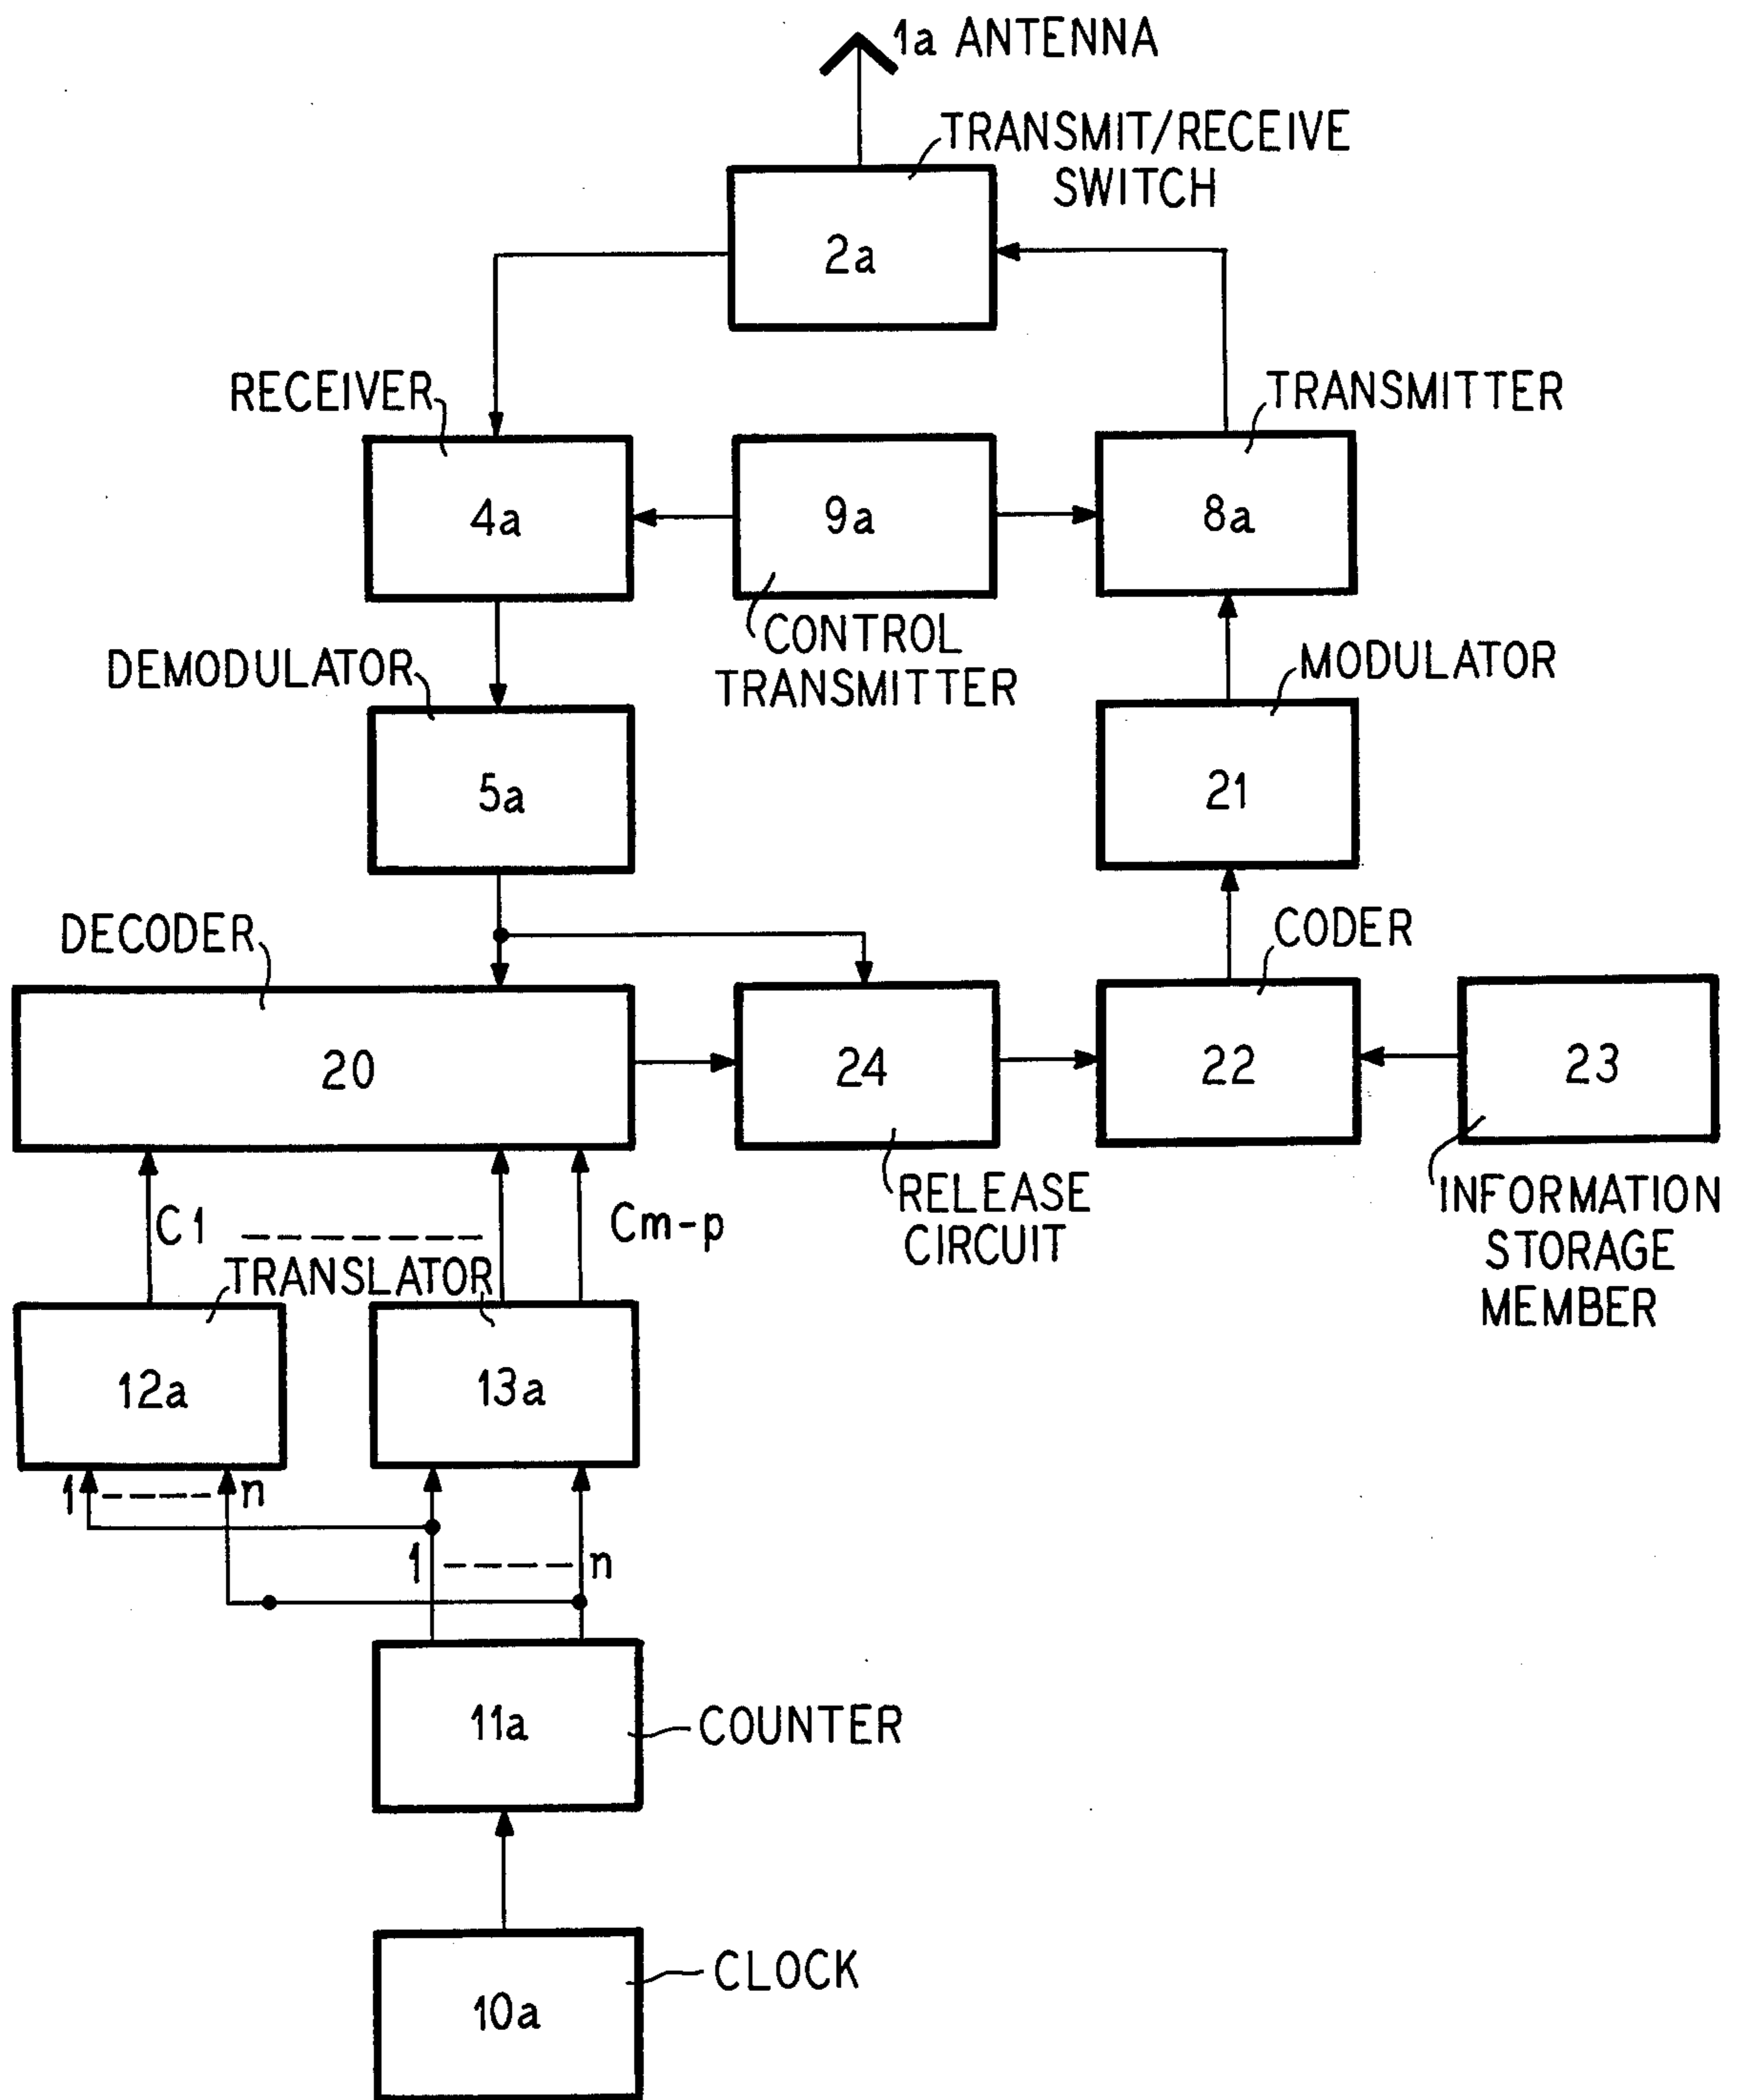 1a ANTENNA
TRANSMIT/RECEIVE
SWITCH
2a
RECEIVER
TRANSMITTER
4a
9a
8a
CONTROL
TRANSMITTER
DEMODULATOR
MODULATOR
5a
21
DECODER
CODER
20
24
22
23
RELEASE
CIRCUIT
INFORMATION
STORAGE
MEMBER
C1
Cm-p
TRANSLATOR
12a
13a
1
n
1
n
11a
COUNTER
10a
CLOCK